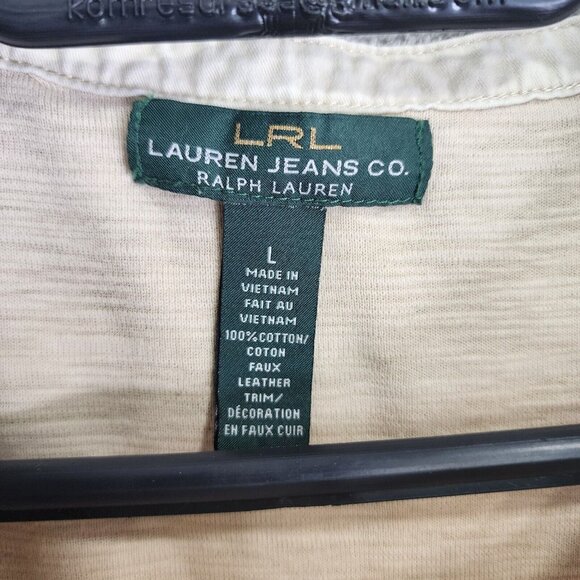 LRL
LAUREN JEANS CO.
RALPH LAUREN
L
MADE IN
VIETNAM
FAIT AU
VIETNAM
100% COTTON/
COTON
FAUX
LEATHER
TRIM/
DÉCORATION
EN FAUX CUIR